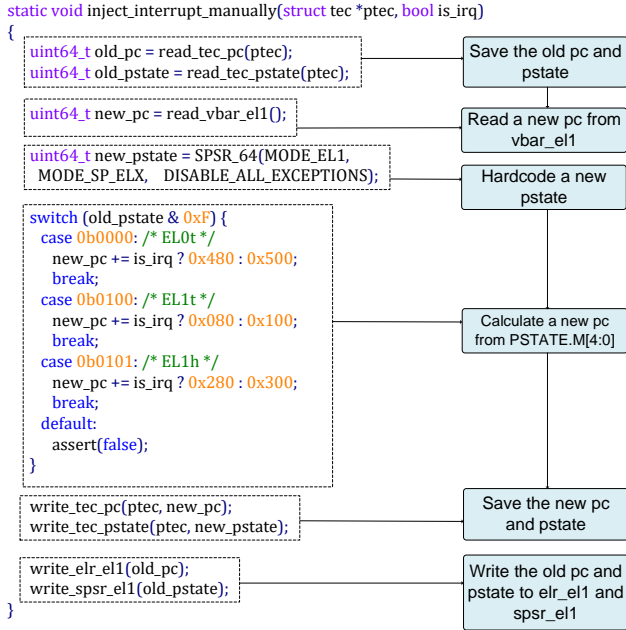 static void inject_interrupt_manually(struct tec *ptec, bool is_irq)
{
uint64_t old_pc = read_tec_pc(ptec);
uint64_t old_pstate = read_tec_pstate(ptec);
Save the old pc and
pstate
uint64_t new_pc = read_vbar_el1();
Read a new pc from
vbar_el1
uint64_t new_pstate = SPSR_64(MODE_EL1,
MODE_SP_ELX, DISABLE_ALL_EXCEPTIONS);
Hardcode a new
pstate
switch (old_pstate & 0xF) {
case 0b0000: /* EL0t */
new_pc += is_irq ? 0x480 : 0x500;
break;
case 0b0100: /* EL1t */
new_pc += is_irq ? 0x080 : 0x100;
break;
case 0b0101: /* EL1h */
new_pc += is_irq ? 0x280 : 0x300;
break;
default:
assert(false);
}
Calculate a new pc
from PSTATE.M[4:0]
write_tec_pc(ptec, new_pc);
write_tec_pstate(ptec, new_pstate);
Save the new pc
and pstate
write_elr_el1(old_pc);
write_spsr_el1(old_pstate);
Write the old pc and
pstate to elr_el1 and
spsr_el1
}